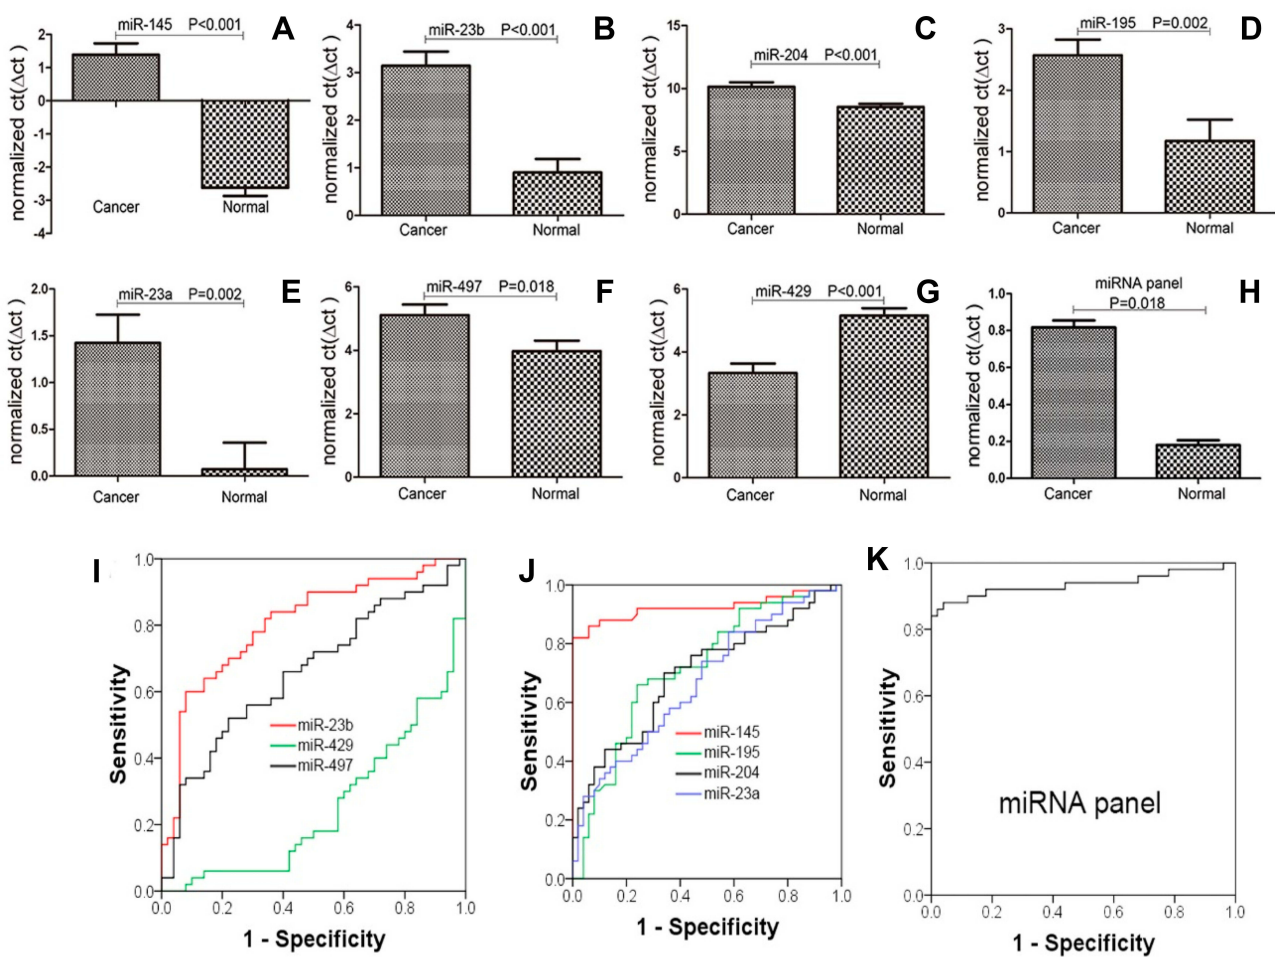 miR-145 P<0.001 A
normalized ct(Δct )
2
1
0
-1
-2
-3
-4
Cancer Normal
miR-23b P<0.001 B
normalized ct(Δct )
4
3
2
1
0
Cancer Normal
miR-204 P<0.001 C
normalized ct(Δct )
15
10
5
0
Cancer Normal
miR-195 P=0.002 D
normalized ct(Δct )
3
2
1
0
Cancer Normal
miR-23a P=0.002 E
normalized ct(Δct )
2.0
1.5
1.0
0.5
0.0
Cancer Normal
miR-497 P=0.018 F
normalized ct(Δct )
6
4
2
0
Cancer Normal
miR-429 P<0.001 G
normalized ct(Δct )
6
4
2
0
Cancer Normal
miRNA panel H
P=0.018
normalized ct(Δct )
1.0
0.8
0.6
0.4
0.2
0.0
Cancer Normal
I
Sensitivity
1.0
0.8
0.6
0.4
0.2
0.0
miR-23b
miR-429
miR-497
0.0 0.2 0.4 0.6 0.8 1.0
1 - Specificity
J
Sensitivity
1.0
0.8
0.6
0.4
0.2
0.0
miR-145
miR-195
miR-204
miR-23a
0.0 0.2 0.4 0.6 0.8 1.0
1 - Specificity
K
Sensitivity
1.0
0.8
0.6
0.4
0.2
0.0
miRNA panel
0.0 0.2 0.4 0.6 0.8 1.0
1 - Specificity